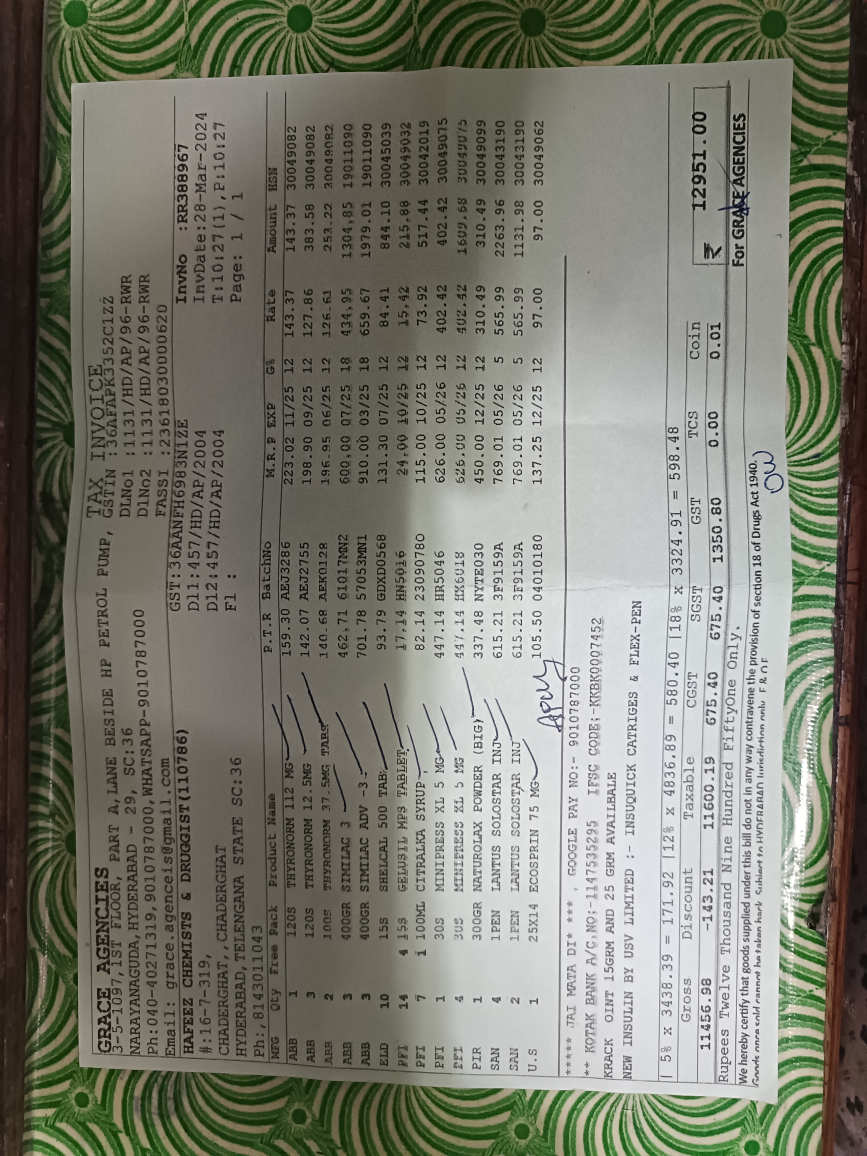 GRACE AGENCIES TAX INVOICE
3-5-1097,1ST FLOOR, PART A,LANE BESIDE HP PETROL PUMP, GSTIN :36AFAPK3352C1ZZ
NARAYANAGUDA,HYDERABAD - 29, SC:36 DLNo1 :1131/HD/AP/96-RWR
Ph:040-40271319,9010787000,WHATSAPP-9010787000 DlNo2 :1131/HD/AP/96-RWR
Email: grace.agenceis@gmail.com FASSI :23618030000620
HAFEEZ CHEMISTS & DRUGGIST(110786) GST:36AANFH6983N1ZE InvNo :RR388967
#:16-7-319, Dl1:457/HD/AP/2004 InvDate:28-Mar-2024
CHADERGHAT,,CHADERGHAT Dl2:457/HD/AP/2004 T:10:27(1),P:10:27
HYDERABAD,TELENGANA STATE SC:36 Fl : Page: 1 / 1
Ph:,8143011043
MFG Qty Free Pack Product Name P.T.R BatchNo M.R.P EXP G% Rate Amount HSN
ABB 1 120S THYRONORM 112 MG 159.30 AEJ3286 223.02 11/25 12 143.37 143.37 30049082
ABB 3 120S THYRONORM 12.5MG 142.07 AEJ2755 198.90 09/25 12 127.86 383.58 30049082
ABB 2 100S THYRONORM 37.5MG TABS 140.68 AEK0128 196.95 06/25 12 126.61 253.22 30049082
ABB 3 400GR SIMILAC 3 462.71 61017MN2 600.00 07/25 18 434.95 1304.85 19011090
ABB 3 400GR SIMILAC ADV -3 701.78 57053MN1 910.00 03/25 18 659.67 1979.01 19011090
ELD 10 15S SHELCAL 500 TAB 93.79 GDXD0568 131.30 07/25 12 84.41 844.10 30045039
PFI 14 4 15S GELUSIL MPS TABLET 17.14 HN5016 24.00 10/25 12 15.42 215.88 30049032
PFI 7 1 100ML CITRALKA SYRUP 82.14 23090780 115.00 10/25 12 73.92 517.44 30042019
PFI 1 30S MINIPRESS XL 5 MG 447.14 HR5046 626.00 05/26 12 402.42 402.42 30049075
PFI 4 30S MINIPRESS XL 5 MG 447.14 HX6018 626.00 05/26 12 402.42 1609.68 30049075
PIR 1 300GR NATUROLAX POWDER (BIG) 337.48 NYTE030 450.00 12/25 12 310.49 310.49 30049099
SAN 4 1PEN LANTUS SOLOSTAR INJ 615.21 3F9159A 769.01 05/26 5 565.99 2263.96 30043190
SAN 2 1PEN LANTUS SOLOSTAR INJ 615.21 3F9159A 769.01 05/26 5 565.99 1131.98 30043190
U.S 1 25X14 ECOSPRIN 75 MG 105.50 04010180 137.25 12/25 12 97.00 97.00 30049062
***** JAI MATA DI* *** , GOOGLE PAY NO:- 9010787000
** KOTAK BANK A/C,NO;-1147535295 IFSC CODE;-KKBK0007452
KRACK OINT 15GRM AND 25 GRM AVAILBALE
NEW INSULIN BY USV LIMITED :- INSUQUICK CATRIGES & FLEX-PEN
| 5% x 3438.39 = 171.92 |12% x 4836.89 = 580.40 |18% x 3324.91 = 598.48
Gross Discount Taxable CGST SGST GST TCS Coin
11456.98 -143.21 11600.19 675.40 675.40 1350.80 0.00 0.01 ₹ 12951.00
Rupees Twelve Thousand Nine Hundred FiftyOne Only.
We hereby certify that goods supplied under this bill do not in any way contravene the provision of section 18 of Drugs Act 1940. For GRACE AGENCIES
Goods once sold cannot be taken back. Subject to HYDERABAD Jurisdiction only. E & O E